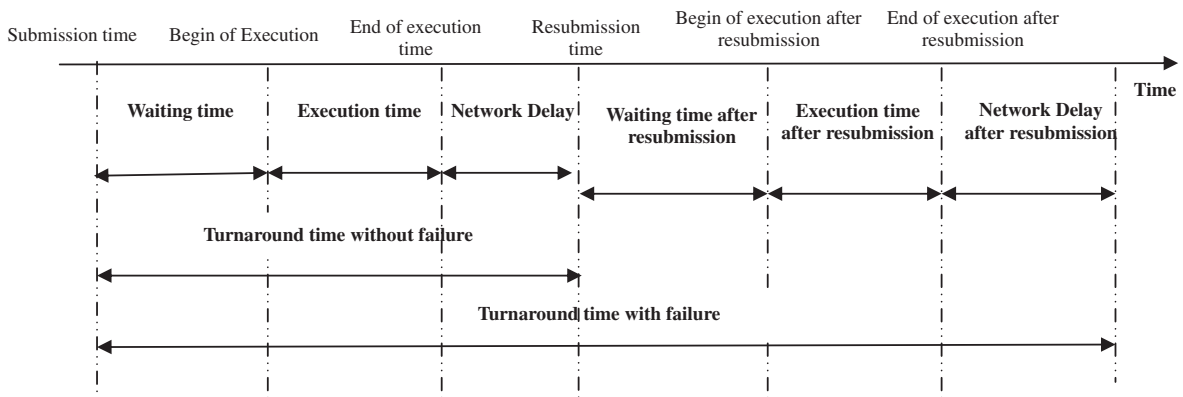 Submission time
Begin of Execution
End of execution
time
Resubmission
time
Begin of execution after
resubmission
End of execution after
resubmission
Time
Waiting time
Execution time
Network Delay
Waiting time after
resubmission
Execution time
after resubmission
Network Delay
after resubmission
Turnaround time without failure
Turnaround time with failure